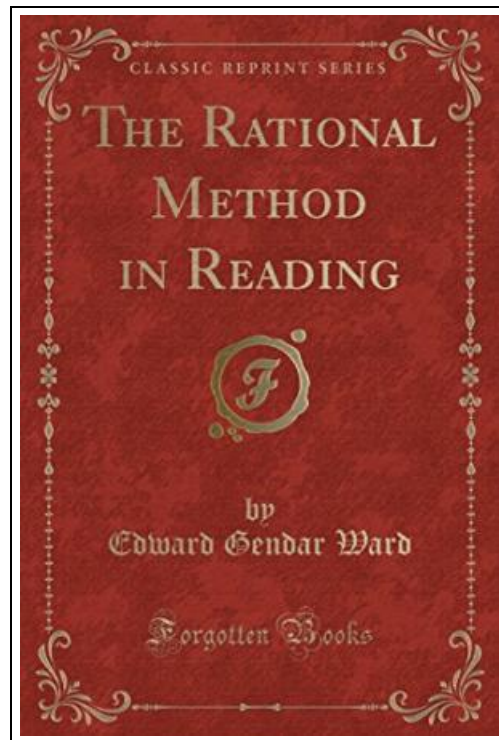 CLASSIC REPRINT SERIES
THE RATIONAL
METHOD
IN READING
F
by
Edward Gendar Ward
Forgotten Books